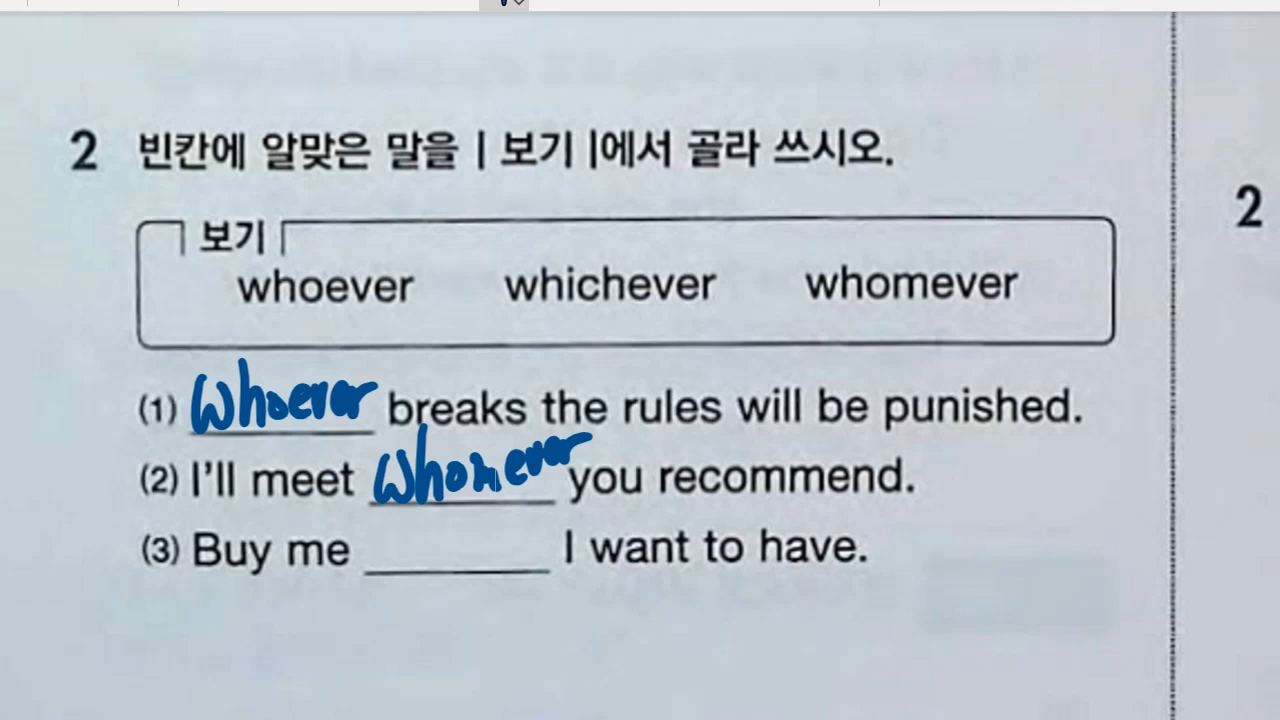 2 빈칸에 알맞은 말을 | 보기 |에서 골라 쓰시오.
보기
whoever whichever whomever
(1) Whoever breaks the rules will be punished.
(2) I'll meet whomever you recommend.
(3) Buy me ________ I want to have.
2